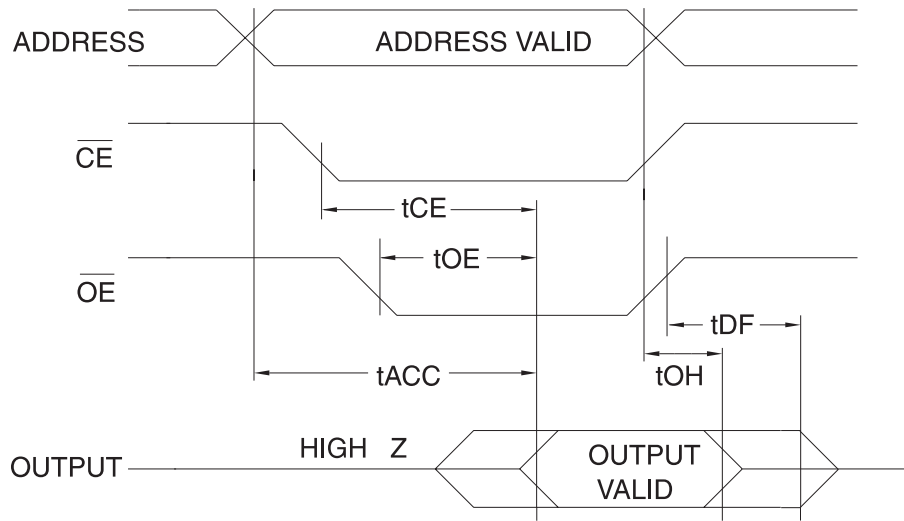 ADDRESS
ADDRESS VALID
CE
tCE
tOE
OE
tDF
tACC
tOH
HIGH Z
OUTPUT
OUTPUT
VALID